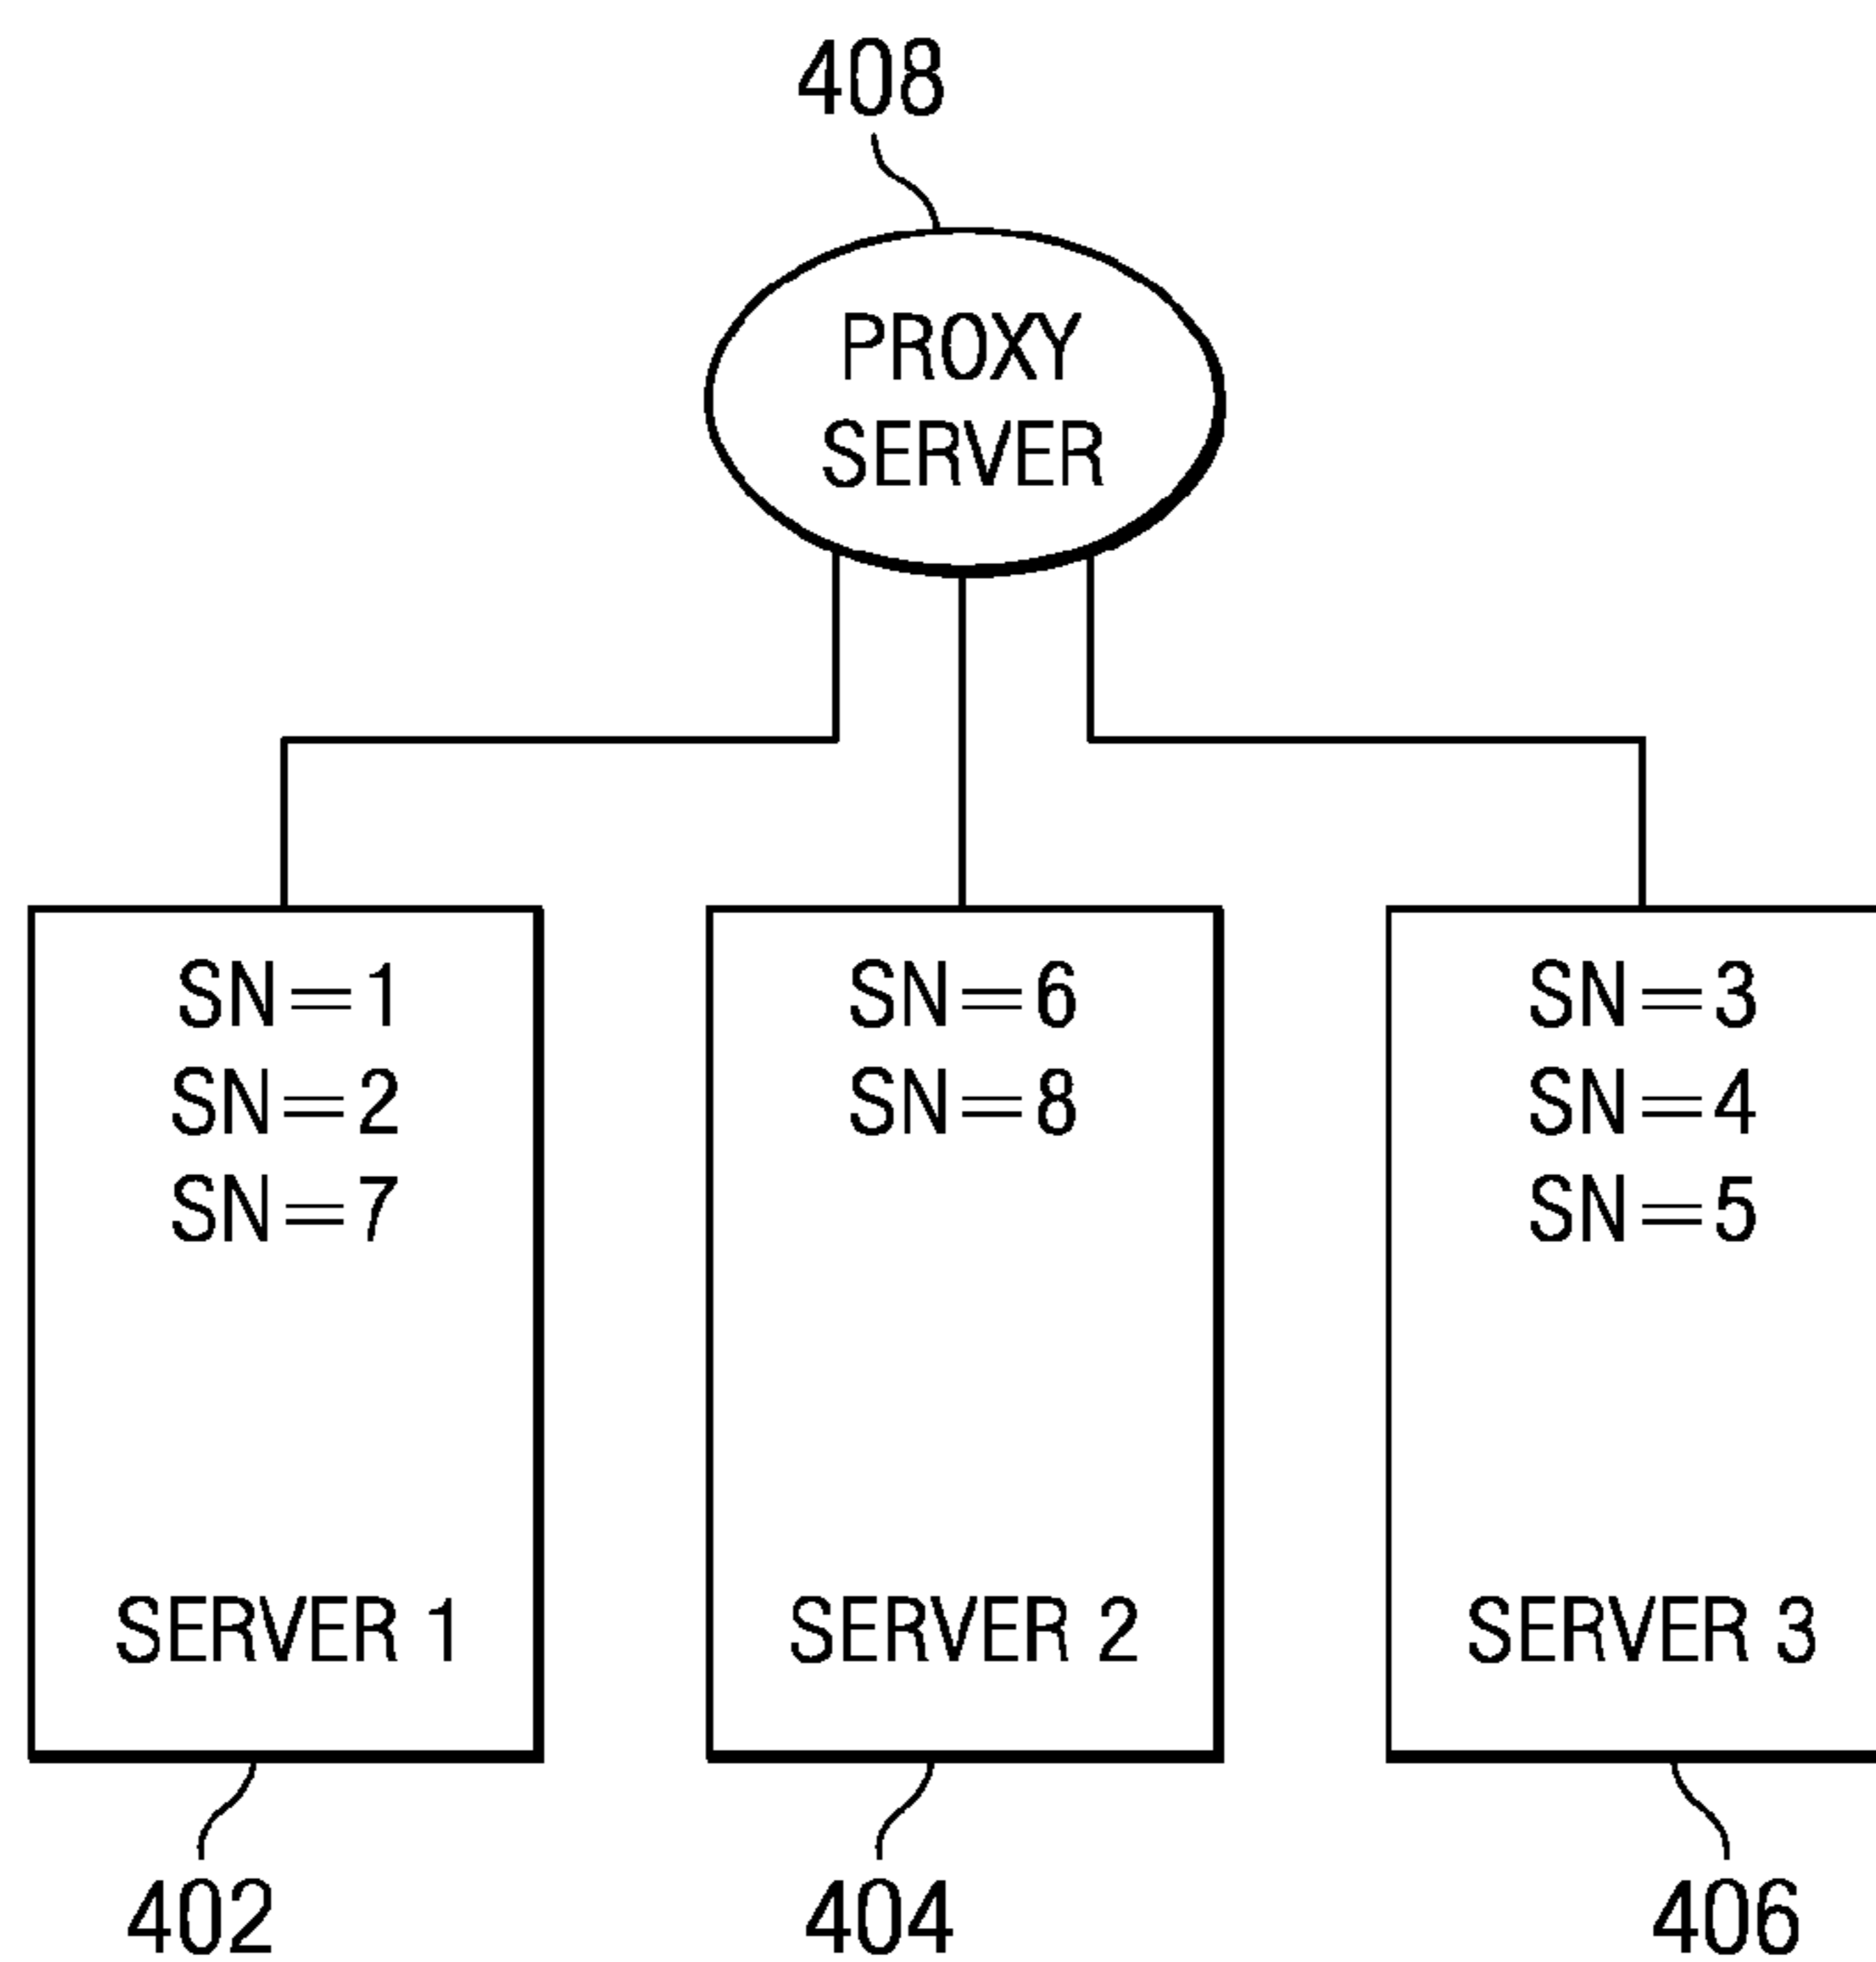 408
PROXY
SERVER
SN=1
SN=2
SN=7
SERVER 1
SN=6
SN=8
SERVER 2
SN=3
SN=4
SN=5
SERVER 3
402
404
406